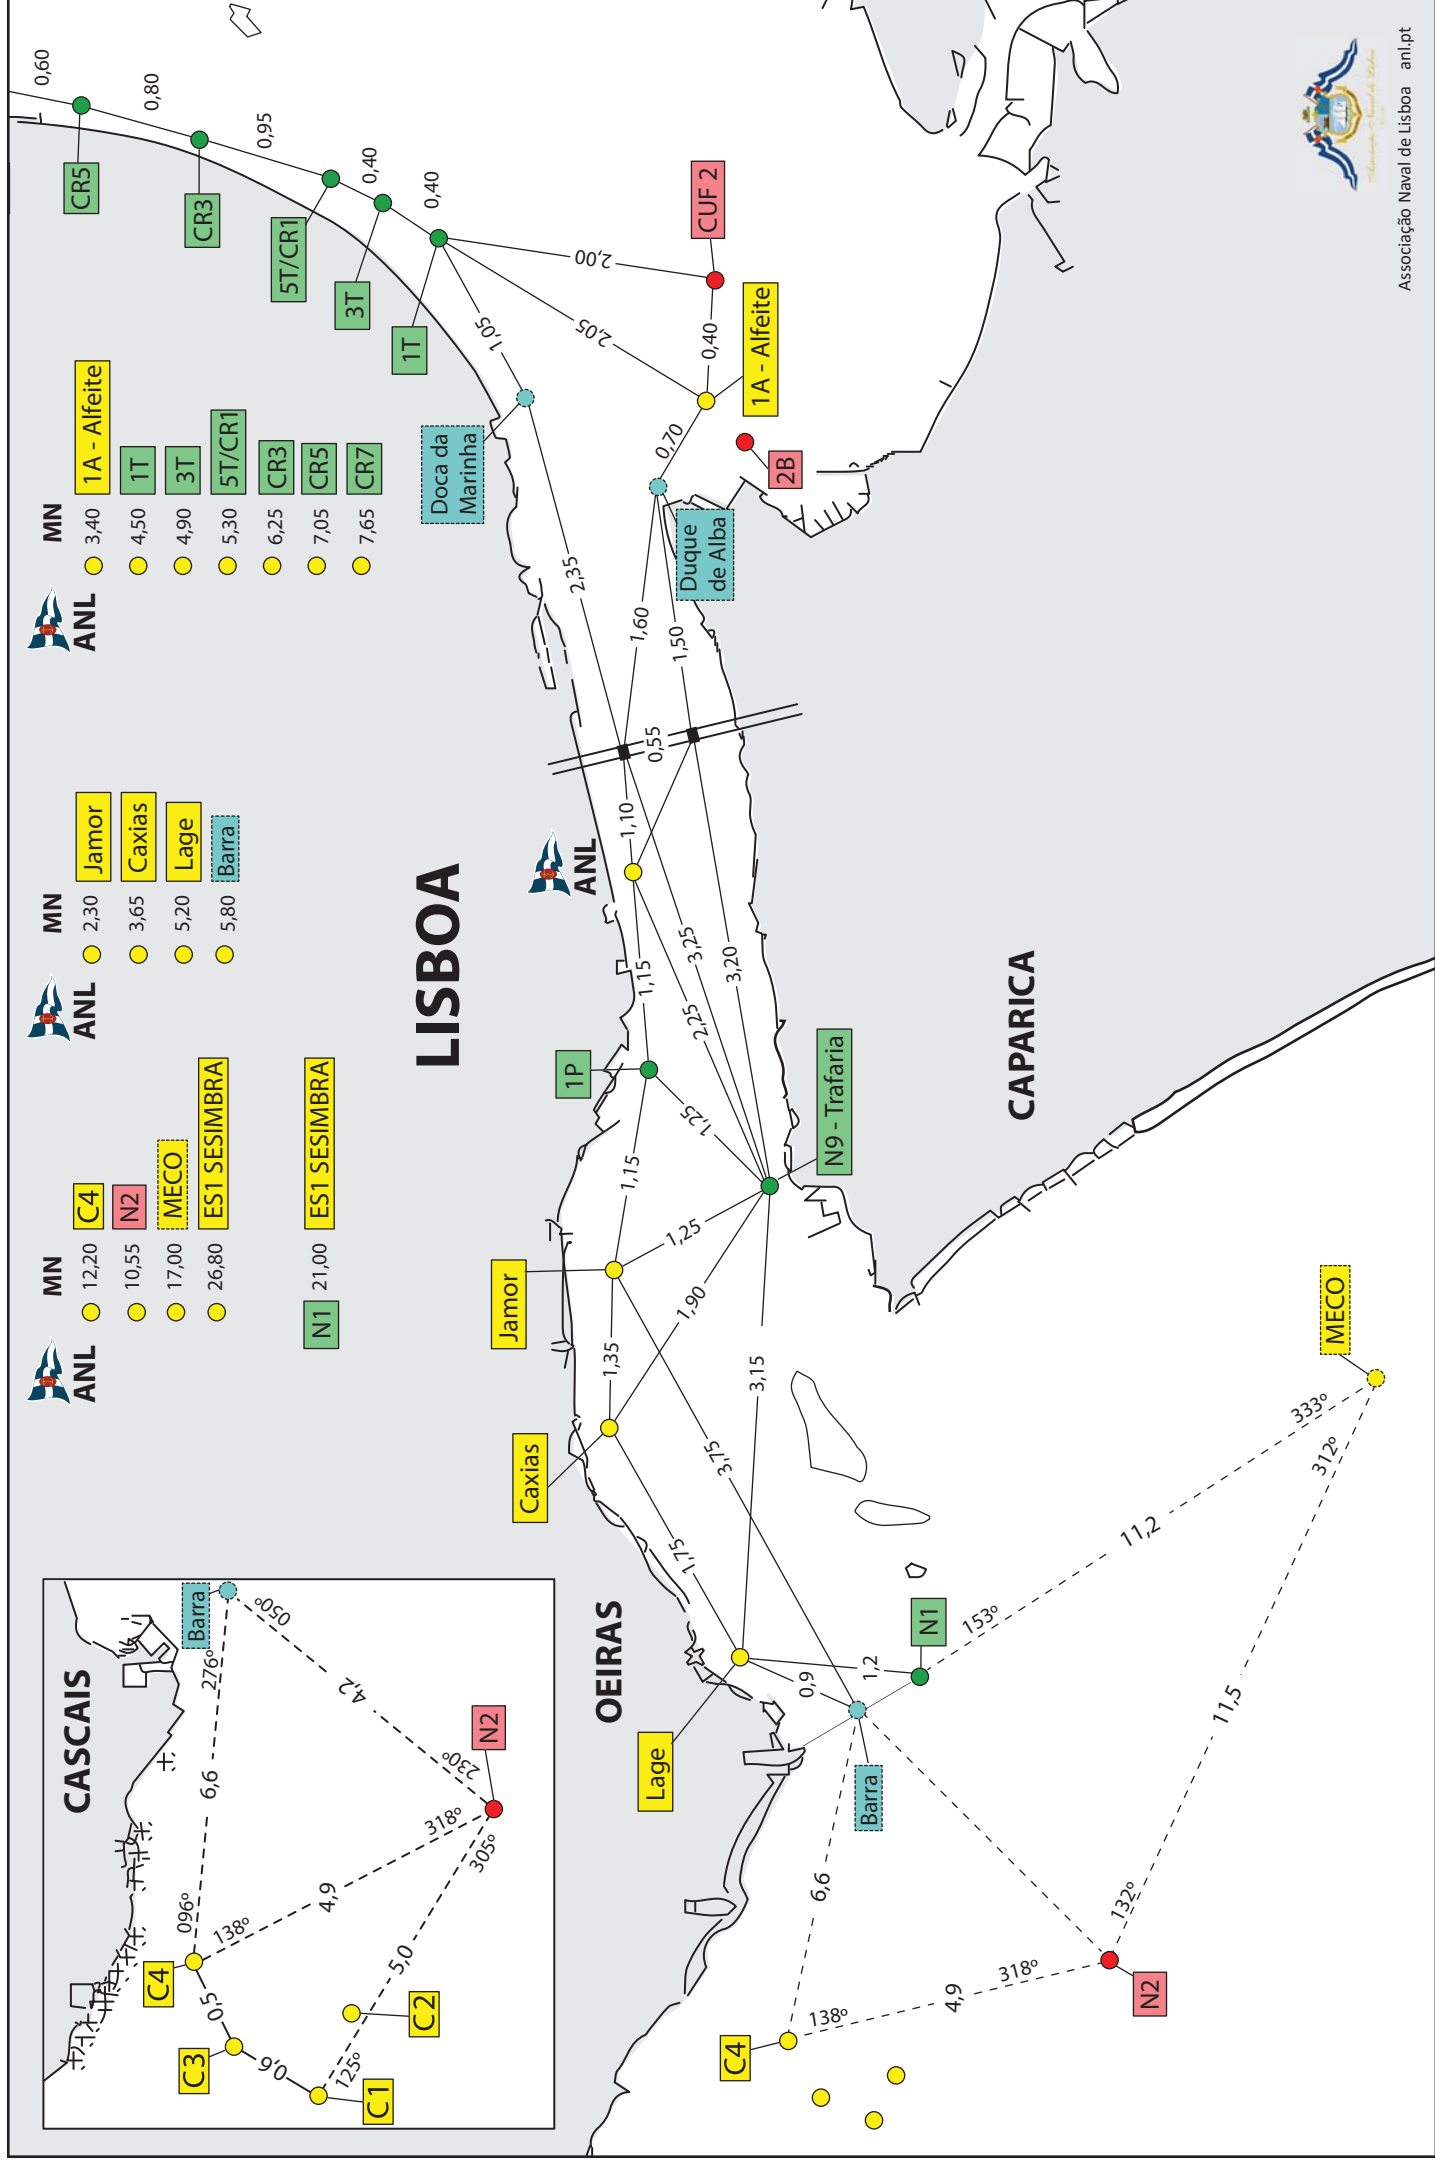 CASCAIS
Barra
276º
050º
6,6
4,2
N2
230º
318º
305º
096º
138º
4,9
C4
0,5
5,0
C3
C2
0,6
125º
C1
ANL
MN
12,20 C4
10,55 N2
17,00 MECO
26,80 ES1 SESIMBRA
N1 21,00 ES1 SESIMBRA
ANL
MN
2,30 Jamor
3,65 Caxias
5,20 Lage
5,80 Barra
ANL
MN
3,40 1A - Alfeite
4,50 1T
4,90 3T
5,30 5T/CR1
6,25 CR3
7,05 CR5
7,65 CR7
0,60
CR5
0,80
CR3
0,95
5T/CR1
0,40
3T
0,40
1T
LISBOA
Doca da
Marinha
1,05
2,05
2,00
CUF 2
0,40
1A - Alfeite
0,70
2B
Duque
de Alba
2,35
1,60
1,50
0,55
1,10
ANL
1,15
3,25
2,25
3,20
1P
1,25
N9 - Trafaria
1,15
1,25
Jamor
1,90
1,35
3,15
Caxias
3,75
1,75
OEIRAS
Lage
0,9
1,2
N1
Barra
153º
11,2
333º
MECO
312º
11,5
132º
N2
6,6
318º
4,9
138º
C4
CAPARICA
Associação Naval de Lisboa
Associação Naval de Lisboa anl.pt